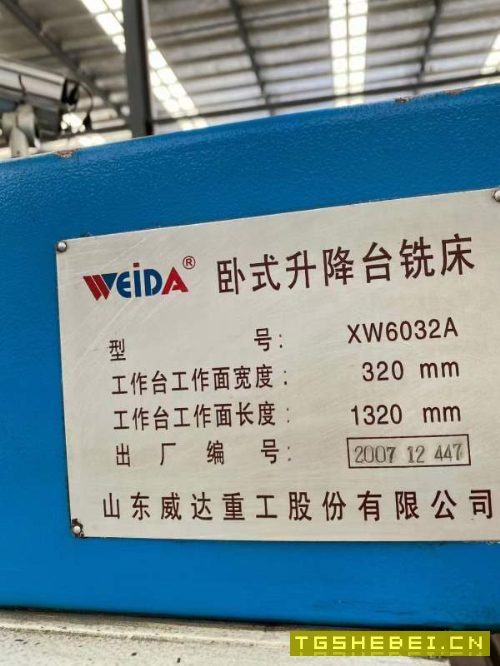 WEIDA® 卧式升降台铣床
型 号: XW6032A
工作台工作面宽度: 320 mm
工作台工作面长度: 1320 mm
出厂编号: 2007 12 447
山东威达重工股份有限公司
TGSHEBEI.CN